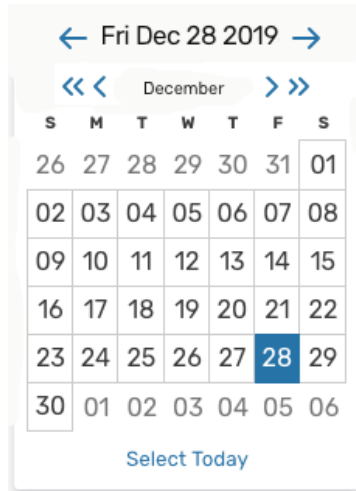 Fri Dec 28 2019
December
S M T W T F S
26 27 28 29 30 31 01
02 03 04 05 06 07 08
09 10 11 12 13 14 15
16 17 18 19 20 21 22
23 24 25 26 27 28 29
30 01 02 03 04 05 06
Select Today